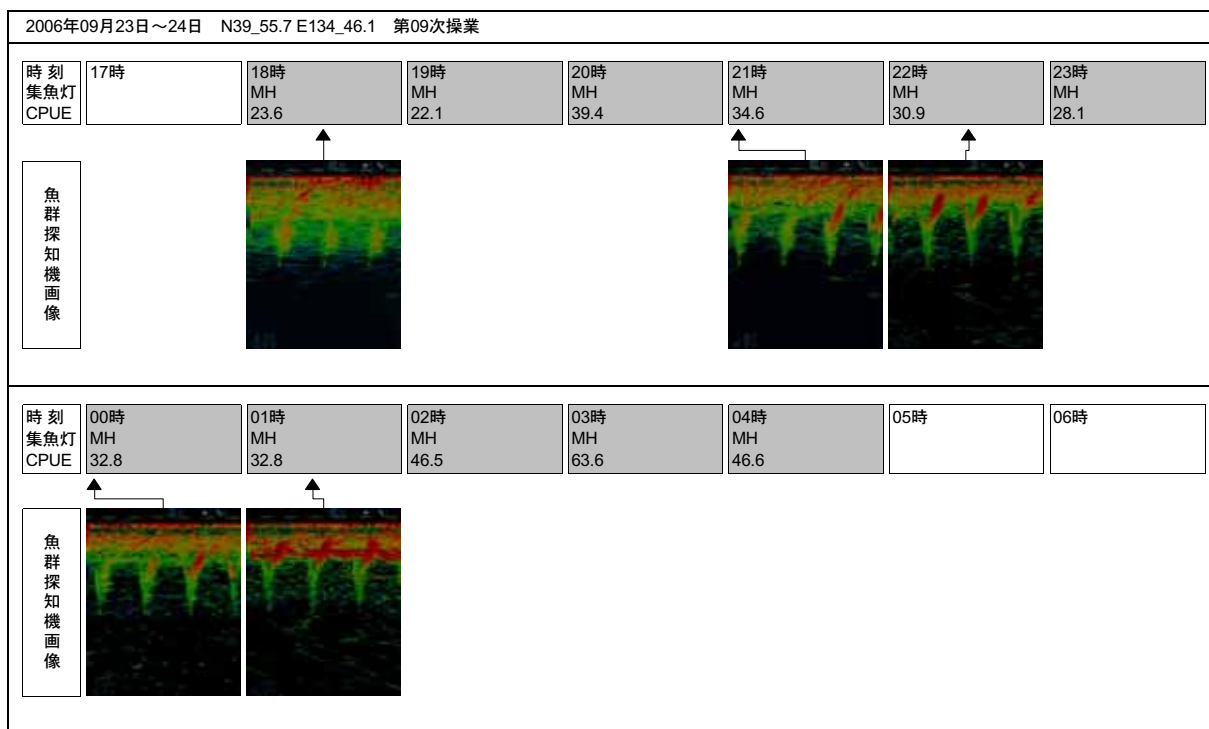 2006年09月23日～24日 N39_55.7 E134_46.1 第09次操業
時刻 17時 18時 19時 20時 21時 22時 23時
集魚灯 MH MH MH MH MH MH
CPUE 23.6 22.1 39.4 34.6 30.9 28.1
魚群探知機画像
時刻 00時 01時 02時 03時 04時 05時 06時
集魚灯 MH MH MH MH MH
CPUE 32.8 32.8 46.5 63.6 46.6
魚群探知機画像